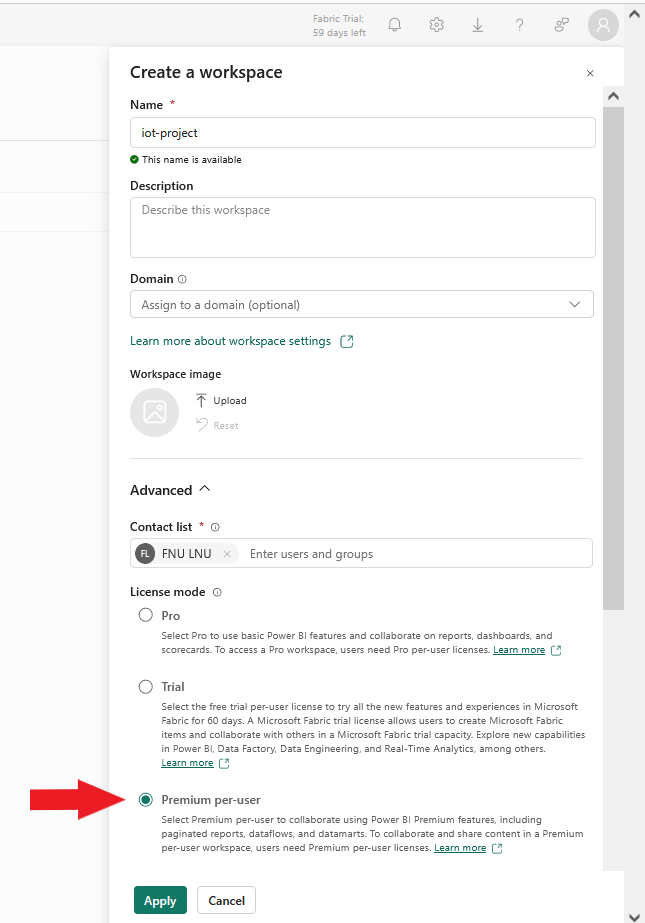 Fabric Trial:
59 days left
?
Create a workspace
Name *
iot-project
This name is available
Description
Describe this workspace
Domain
Assign to a domain (optional)
Learn more about workspace settings
Workspace image
Upload
Reset
Advanced
Contact list *
FL FNU LNU × Enter users and groups
License mode
Pro
Select Pro to use basic Power BI features and collaborate on reports, dashboards, and
scorecards. To access a Pro workspace, users need Pro per-user licenses. Learn more
Trial
Select the free trial per-user license to try all the new features and experiences in Microsoft
Fabric for 60 days. A Microsoft Fabric trial license allows users to create Microsoft Fabric
items and collaborate with others in a Microsoft Fabric trial capacity. Explore new capabilities
in Power BI, Data Factory, Data Engineering, and Real-Time Analytics, among others.
Learn more
Premium per-user
Select Premium per-user to collaborate using Power BI Premium features, including
paginated reports, dataflows, and datamarts. To collaborate and share content in a Premium
per-user workspace, users need Premium per-user licenses. Learn more
Apply Cancel